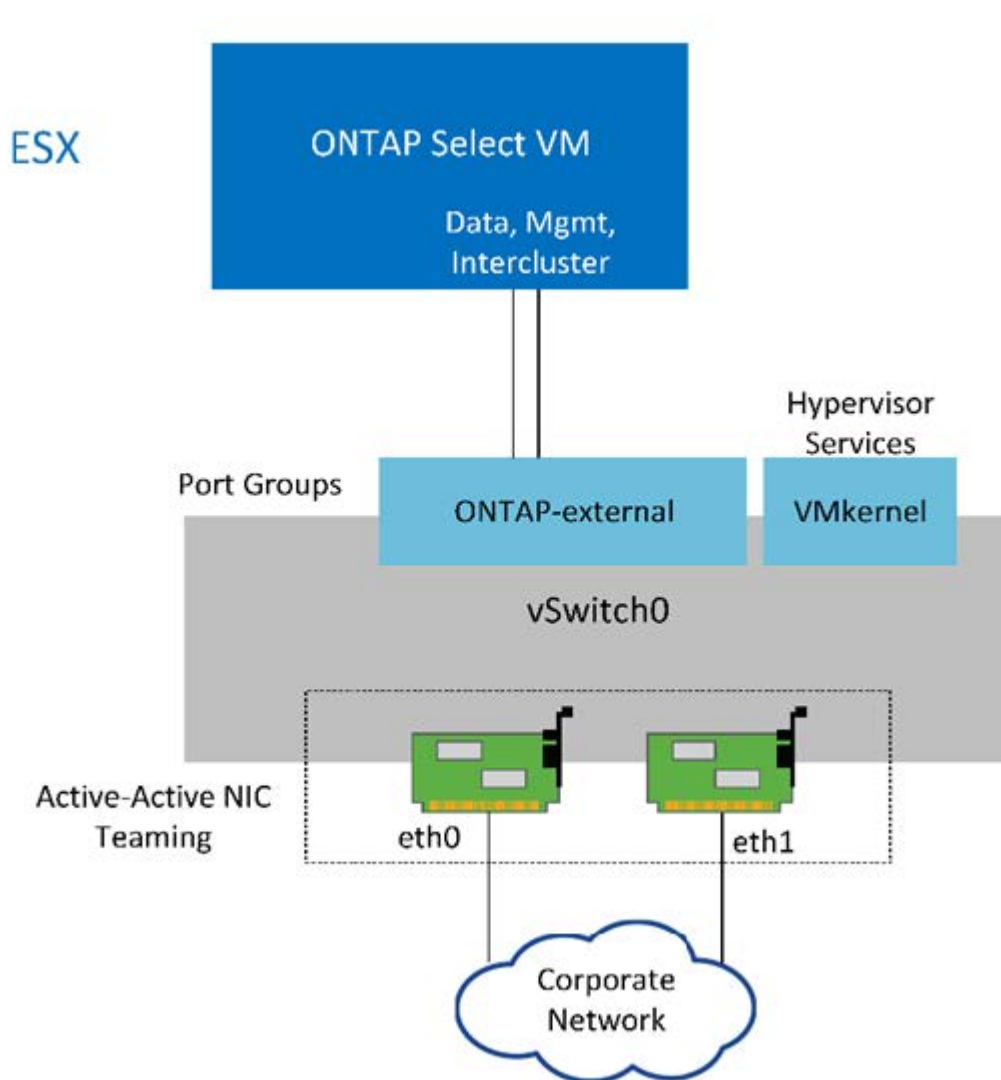 ESX
ONTAP Select VM
Data, Mgmt,
Intercluster
Hypervisor
Services
Port Groups
ONTAP-external
VMkernel
vSwitch0
Active-Active NIC
Teaming
eth0
eth1
Corporate
Network